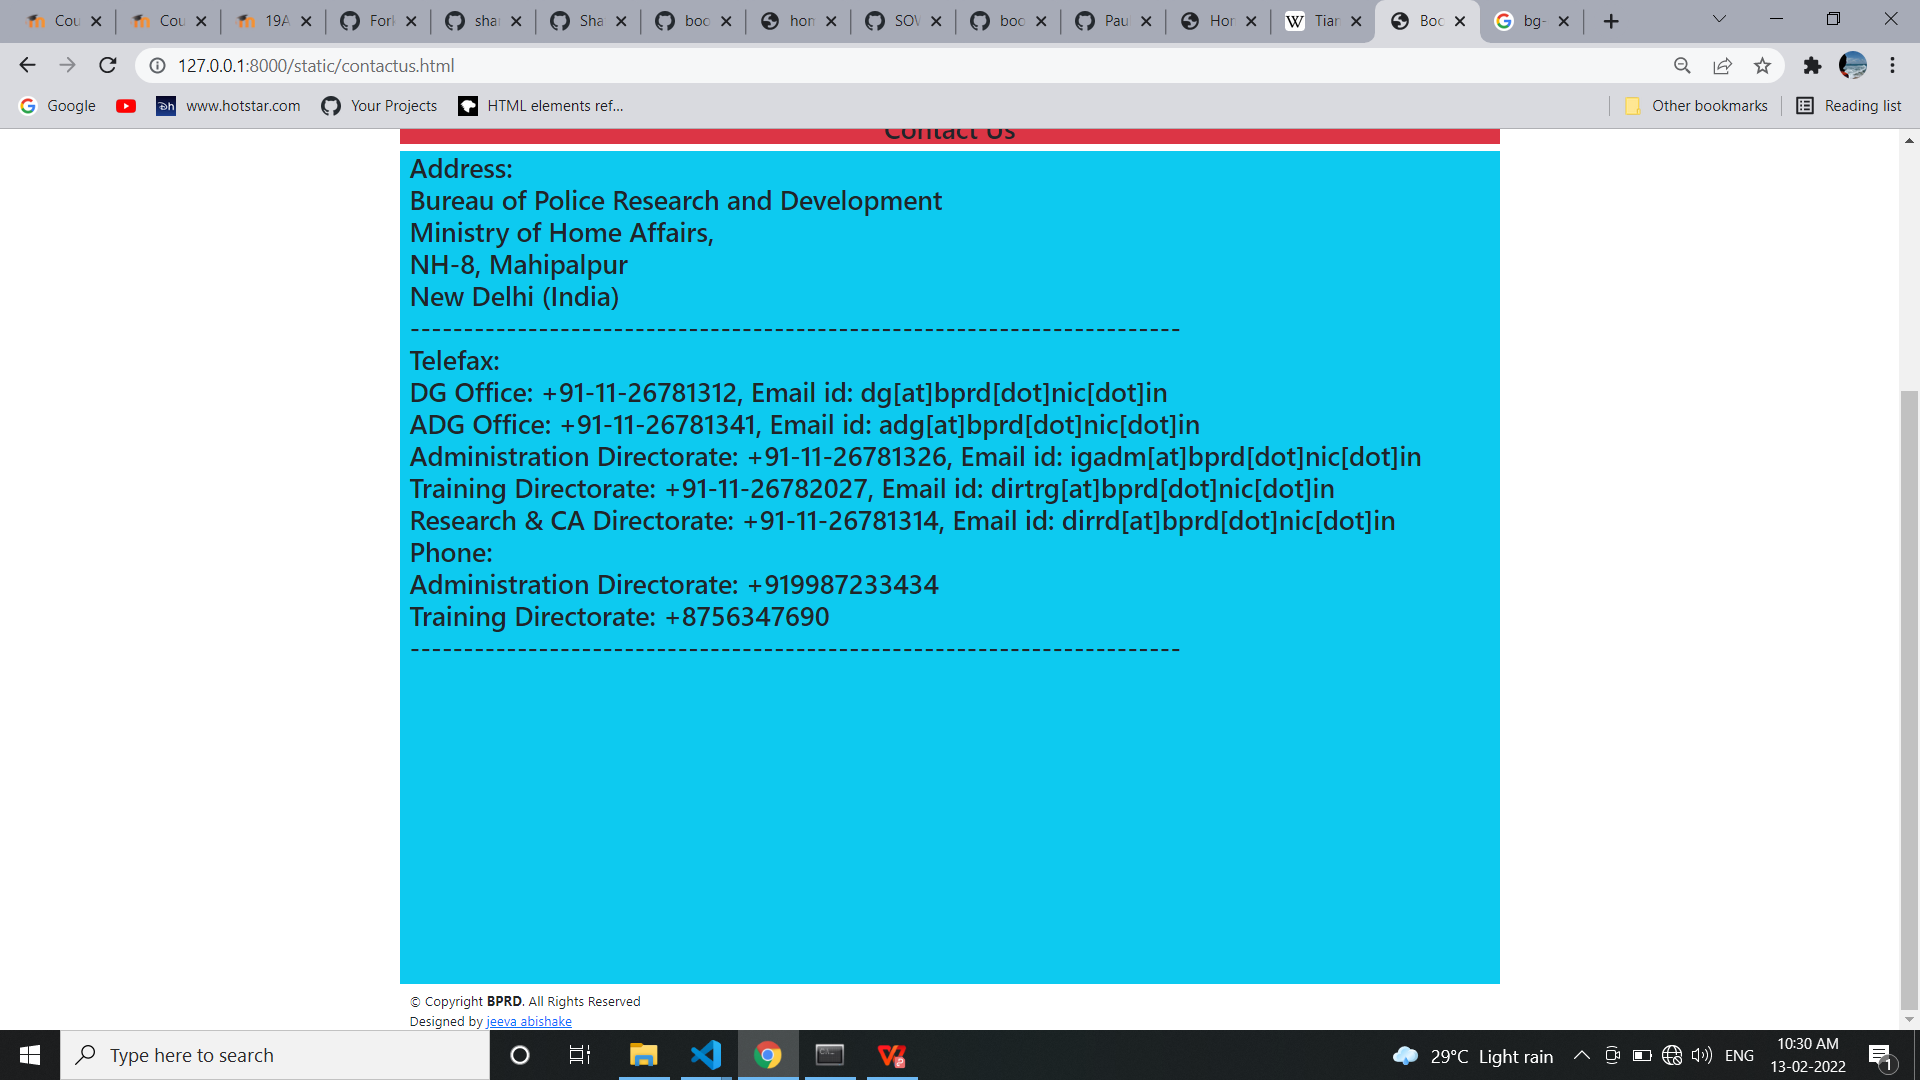 Cou
Cou
19A
Fork
shar
Sha
boo
hom
SOW
boo
Pau
Hom
Tian
Boo
bg-
127.0.0.1:8000/static/contactus.html
Google
www.hotstar.com
Your Projects
HTML elements ref...
Other bookmarks
Reading list
Contact Us
Address:
Bureau of Police Research and Development
Ministry of Home Affairs,
NH-8, Mahipalpur
New Delhi (India)
------------------------------------------------------------------------
Telefax:
DG Office: +91-11-26781312, Email id: dg[at]bprd[dot]nic[dot]in
ADG Office: +91-11-26781341, Email id: adg[at]bprd[dot]nic[dot]in
Administration Directorate: +91-11-26781326, Email id: igadm[at]bprd[dot]nic[dot]in
Training Directorate: +91-11-26782027, Email id: dirtrg[at]bprd[dot]nic[dot]in
Research & CA Directorate: +91-11-26781314, Email id: dirrd[at]bprd[dot]nic[dot]in
Phone:
Administration Directorate: +919987233434
Training Directorate: +8756347690
------------------------------------------------------------------------
© Copyright BPRD. All Rights Reserved
Designed by jeeva abishake
Type here to search
29°C Light rain
ENG
10:30 AM
13-02-2022
1